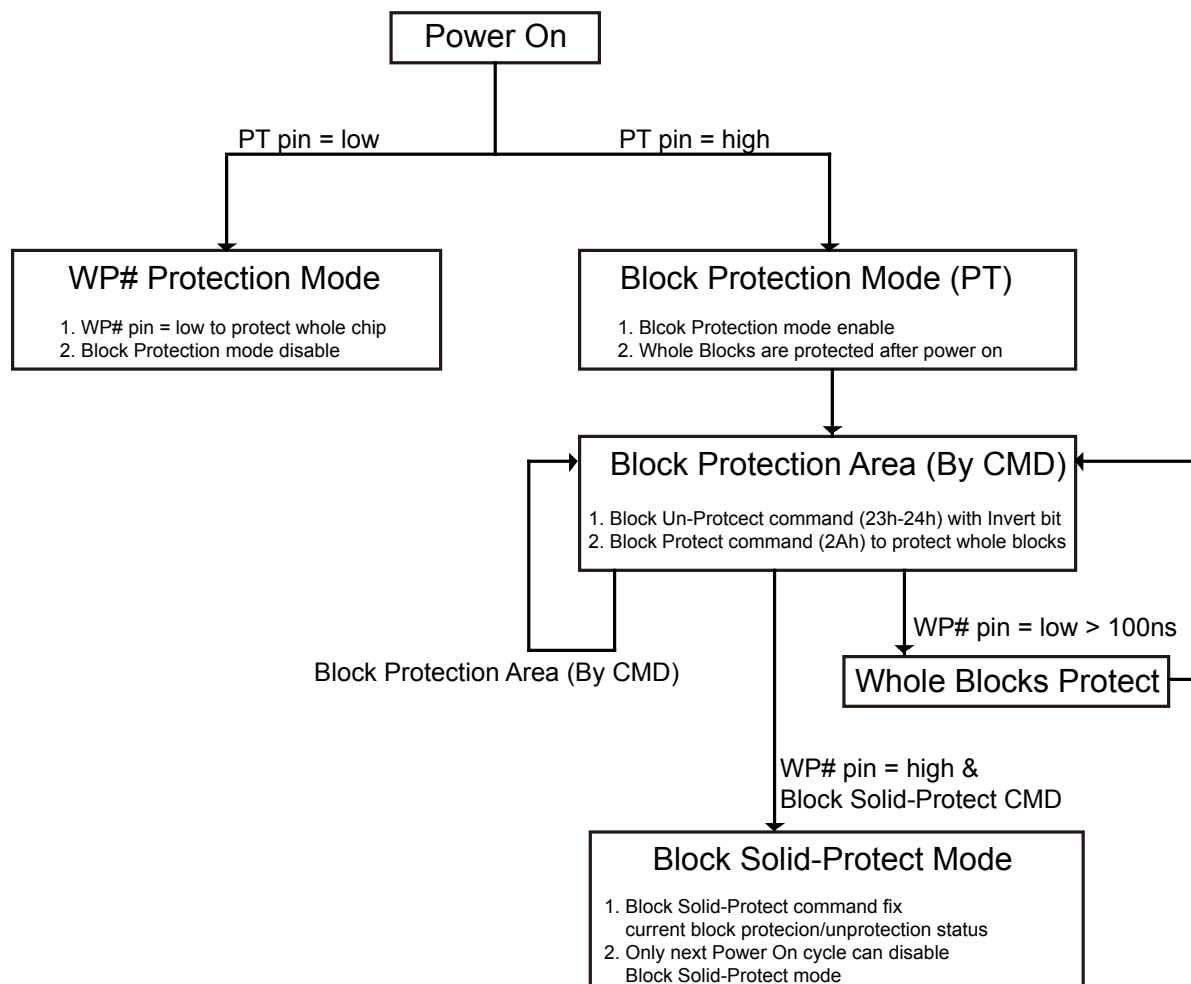 Power On
PT pin = low
PT pin = high
WP# Protection Mode
1. WP# pin = low to protect whole chip
2. Block Protection mode disable
Block Protection Mode (PT)
1. Blcok Protection mode enable
2. Whole Blocks are protected after power on
Block Protection Area (By CMD)
1. Block Un-Protcect command (23h-24h) with Invert bit
2. Block Protect command (2Ah) to protect whole blocks
WP# pin = low > 100ns
Block Protection Area (By CMD)
Whole Blocks Protect
WP# pin = high &
Block Solid-Protect CMD
Block Solid-Protect Mode
1. Block Solid-Protect command fix
current block protecion/unprotection status
2. Only next Power On cycle can disable
Block Solid-Protect mode